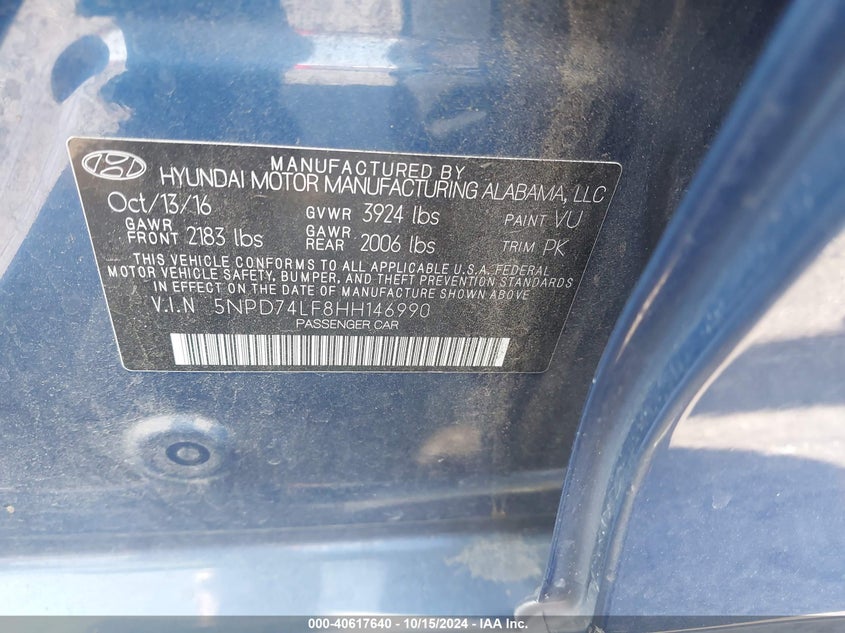 MANUFACTURED BY
HYUNDAI MOTOR MANUFACTURING ALABAMA, LLC
Oct/13/16 GVWR 3924 lbs PAINT VU
GAWR FRONT 2183 lbs GAWR REAR 2006 lbs TRIM PK
THIS VEHICLE CONFORMS TO ALL APPLICABLE U.S.A. FEDERAL
MOTOR VEHICLE SAFETY, BUMPER, AND THEFT PREVENTION STANDARDS
IN EFFECT ON THE DATE OF MANUFACTURE SHOWN ABOVE
V.I.N 5NPD74LF8HH146990
PASSENGER CAR
000-40617640 - 10/15/2024 - IAA Inc.